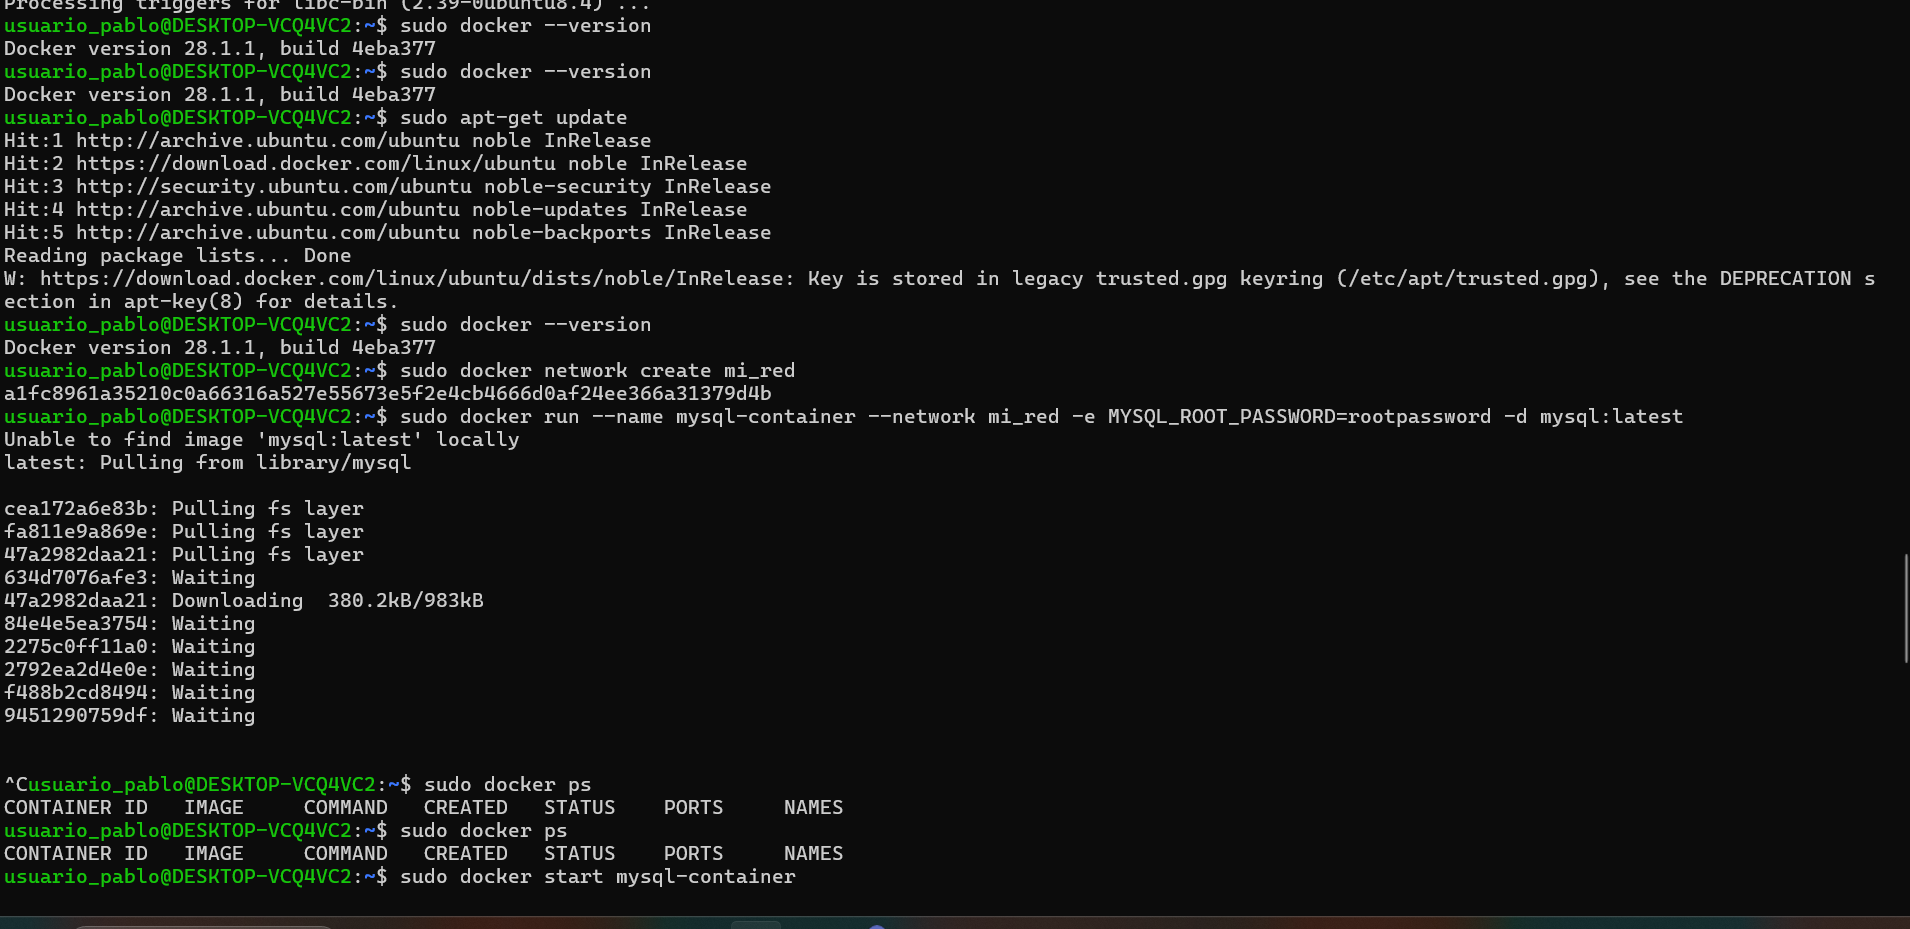 Processing triggers for libc-bin (2.39-0ubuntu8.4) ...
usuario_pablo@DESKTOP-VCQ4VC2:~$ sudo docker --version
Docker version 28.1.1, build 4eba377
usuario_pablo@DESKTOP-VCQ4VC2:~$ sudo docker --version
Docker version 28.1.1, build 4eba377
usuario_pablo@DESKTOP-VCQ4VC2:~$ sudo apt-get update
Hit:1 http://archive.ubuntu.com/ubuntu noble InRelease
Hit:2 https://download.docker.com/linux/ubuntu noble InRelease
Hit:3 http://security.ubuntu.com/ubuntu noble-security InRelease
Hit:4 http://archive.ubuntu.com/ubuntu noble-updates InRelease
Hit:5 http://archive.ubuntu.com/ubuntu noble-backports InRelease
Reading package lists... Done
W: https://download.docker.com/linux/ubuntu/dists/noble/InRelease: Key is stored in legacy trusted.gpg keyring (/etc/apt/trusted.gpg), see the DEPRECATION s
ection in apt-key(8) for details.
usuario_pablo@DESKTOP-VCQ4VC2:~$ sudo docker --version
Docker version 28.1.1, build 4eba377
usuario_pablo@DESKTOP-VCQ4VC2:~$ sudo docker network create mi_red
a1fc8961a35210c0a66316a527e55673e5f2e4cb4666d0af24ee366a31379d4b
usuario_pablo@DESKTOP-VCQ4VC2:~$ sudo docker run --name mysql-container --network mi_red -e MYSQL_ROOT_PASSWORD=rootpassword -d mysql:latest
Unable to find image 'mysql:latest' locally
latest: Pulling from library/mysql
cea172a6e83b: Pulling fs layer
fa811e9a869e: Pulling fs layer
47a2982daa21: Pulling fs layer
634d7076afe3: Waiting
47a2982daa21: Downloading  380.2kB/983kB
84e4e5ea3754: Waiting
2275c0ff11a0: Waiting
2792ea2d4e0e: Waiting
f488b2cd8494: Waiting
9451290759df: Waiting
^Cusuario_pablo@DESKTOP-VCQ4VC2:~$ sudo docker ps
CONTAINER ID   IMAGE     COMMAND   CREATED   STATUS    PORTS     NAMES
usuario_pablo@DESKTOP-VCQ4VC2:~$ sudo docker ps
CONTAINER ID   IMAGE     COMMAND   CREATED   STATUS    PORTS     NAMES
usuario_pablo@DESKTOP-VCQ4VC2:~$ sudo docker start mysql-container